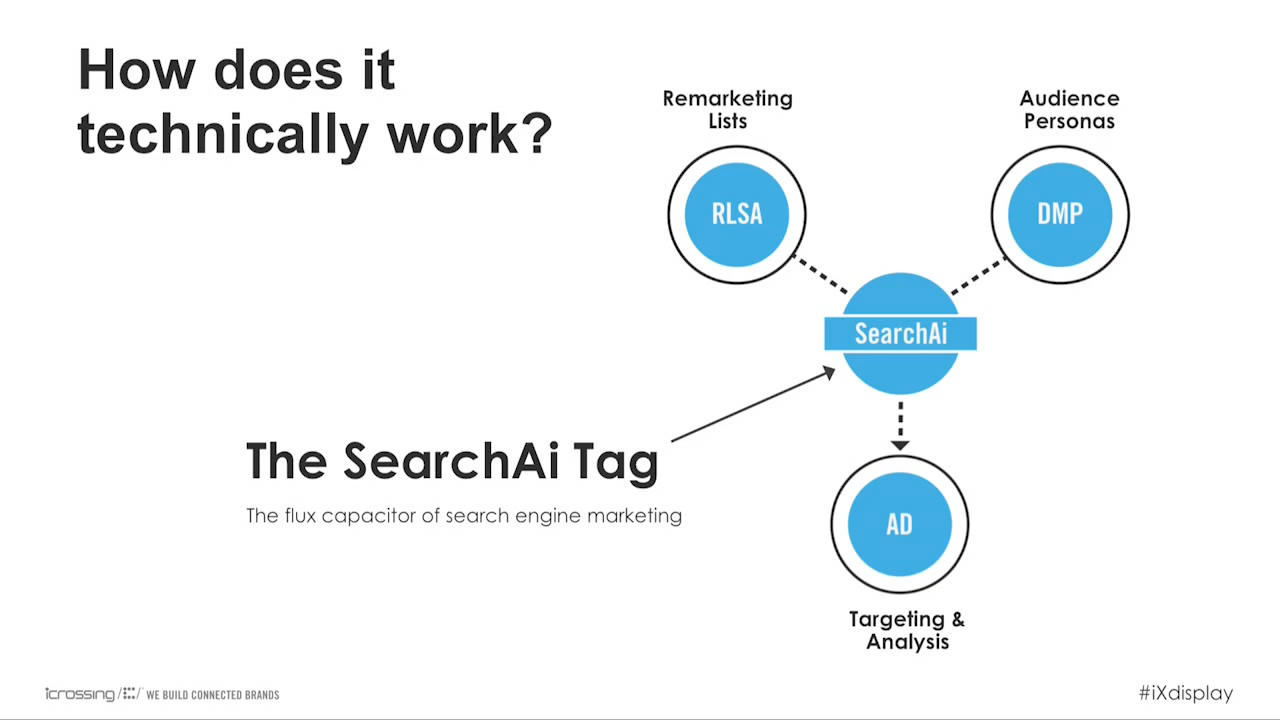 How does it
technically work?
Remarketing
Lists
Audience
Personas
RLSA
DMP
SearchAi
The SearchAi Tag
The flux capacitor of search engine marketing
AD
Targeting &
Analysis
icrossing WE BUILD CONNECTED BRANDS
#iXdisplay